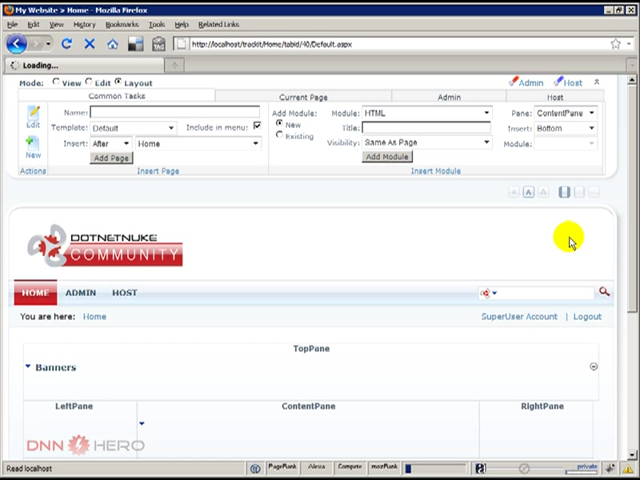 My Website > Home - Mozilla Firefox
File Edit View History Bookmarks Tools Help Related Links
http://localhost/trackit/Home/tabid/40/Default.aspx
Loading...
Mode: View Edit Layout Admin Host
Common Tasks Current Page Admin Host
Name: Add Module: Module: HTML Pane: ContentPane
Edit Template: Default Include in menu: New Title: Insert: Bottom
Insert: After Home Existing Visibility: Same As Page Module:
New Add Page Add Module
Actions Insert Page Insert Module
DOTNETNUKE
COMMUNITY
HOME ADMIN HOST
You are here: Home SuperUser Account | Logout
TopPane
Banners
LeftPane ContentPane RightPane
DNN HERO
Read localhost PageRank Alexa Compete mozRank private